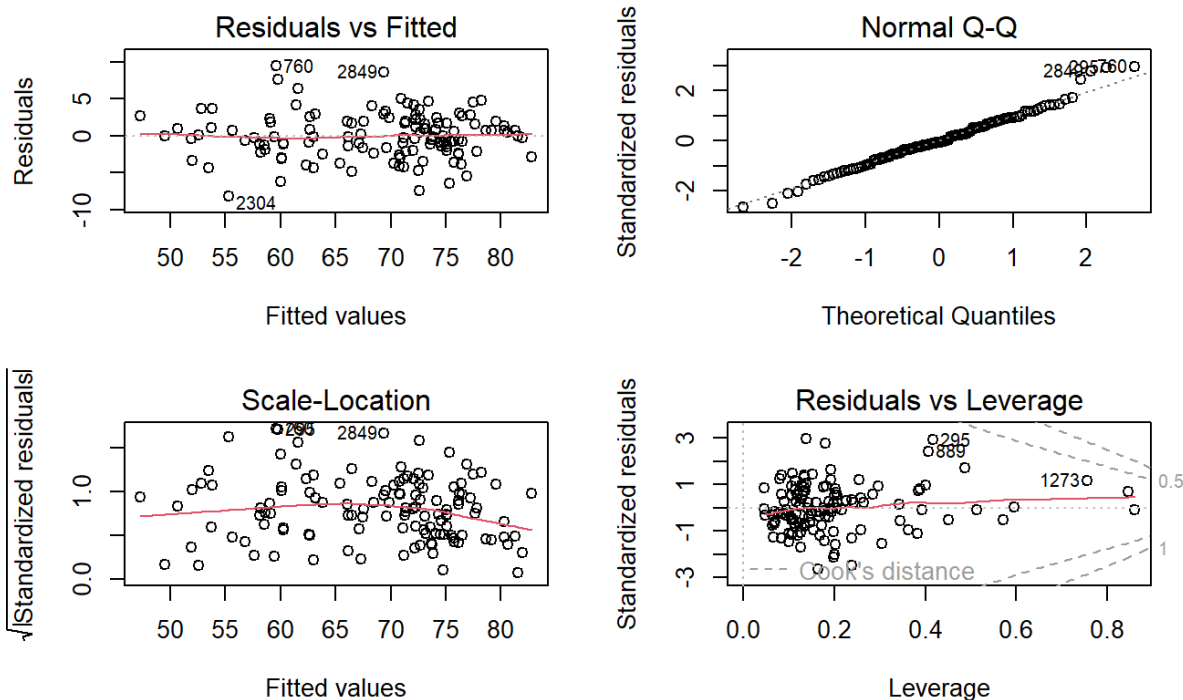 Residuals vs Fitted
Residuals
5
0
-10
760
2849
2304
50 55 60 65 70 75 80
Fitted values
Normal Q-Q
Standardized residuals
2
0
-2
2849
295
760
-2 -1 0 1 2
Theoretical Quantiles
Scale-Location
√|Standardized residuals|
1.0
0.0
2849
50 55 60 65 70 75 80
Fitted values
Residuals vs Leverage
Standardized residuals
3
1
-1
-3
295
889
1273
0.5
1
Cook's distance
0.0 0.2 0.4 0.6 0.8
Leverage